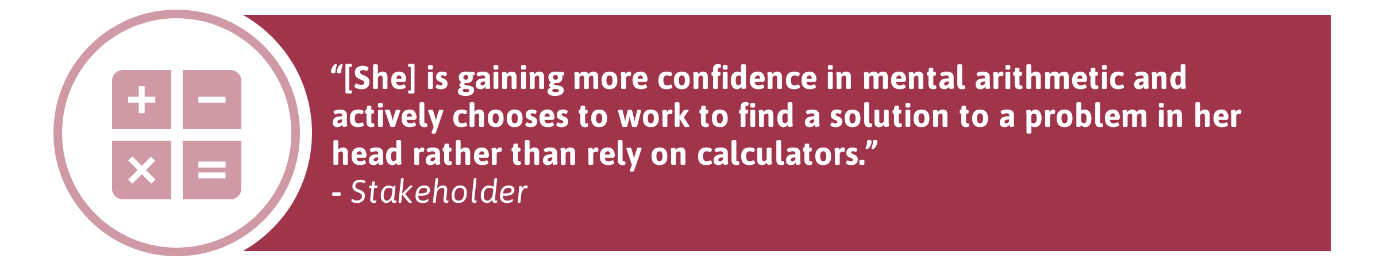 “[She] is gaining more confidence in mental arithmetic and
actively chooses to work to find a solution to a problem in her
head rather than rely on calculators.”
- Stakeholder